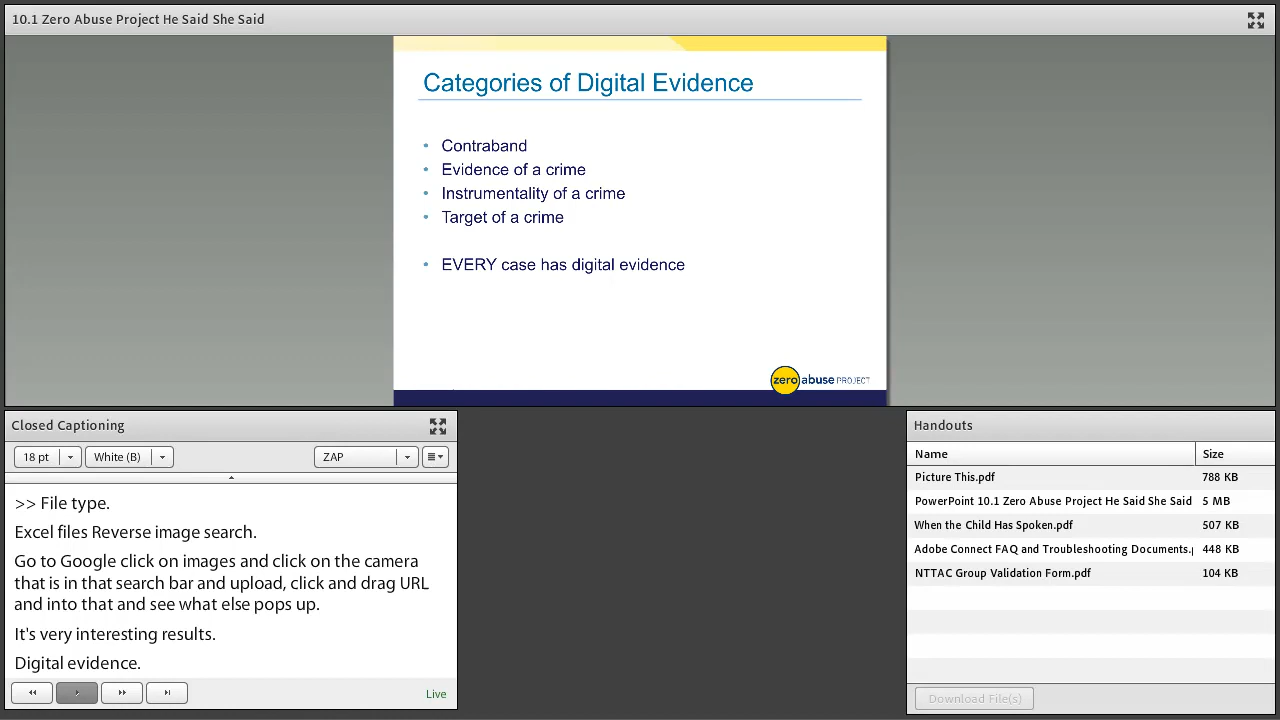 10.1 Zero Abuse Project He Said She Said
Categories of Digital Evidence
• Contraband
• Evidence of a crime
• Instrumentality of a crime
• Target of a crime
• EVERY case has digital evidence
zero abuse PROJECT
Closed Captioning
18 pt
White (B)
ZAP
>> File type.
Excel files Reverse image search.
Go to Google click on images and click on the camera
that is in that search bar and upload, click and drag URL
and into that and see what else pops up.
It's very interesting results.
Digital evidence.
Live
Handouts
Name Size
Picture This.pdf 788 KB
PowerPoint 10.1 Zero Abuse Project He Said She Said 5 MB
When the Child Has Spoken.pdf 507 KB
Adobe Connect FAQ and Troubleshooting Documents.p 448 KB
NTTAC Group Validation Form.pdf 104 KB
Download File(s)